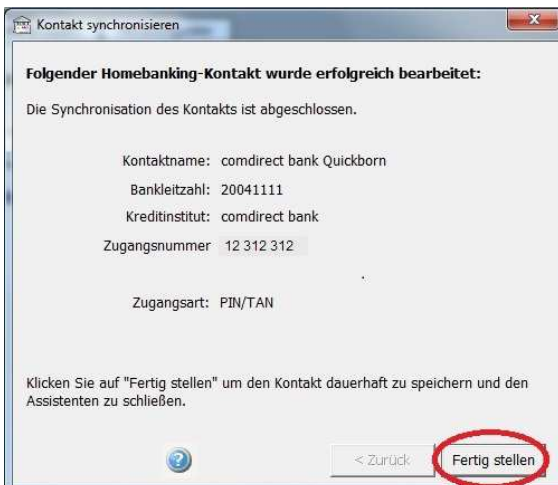 Kontakt synchronisieren
Folgender Homebanking-Kontakt wurde erfolgreich bearbeitet:
Die Synchronisation des Kontakts ist abgeschlossen.
Kontaktname: comdirect bank Quickborn
Bankleitzahl: 20041111
Kreditinstitut: comdirect bank
Zugangsnummer 12 312 312
Zugangsart: PIN/TAN
Klicken Sie auf "Fertig stellen" um den Kontakt dauerhaft zu speichern und den
Assistenten zu schließen.
? < Zurück Fertig stellen